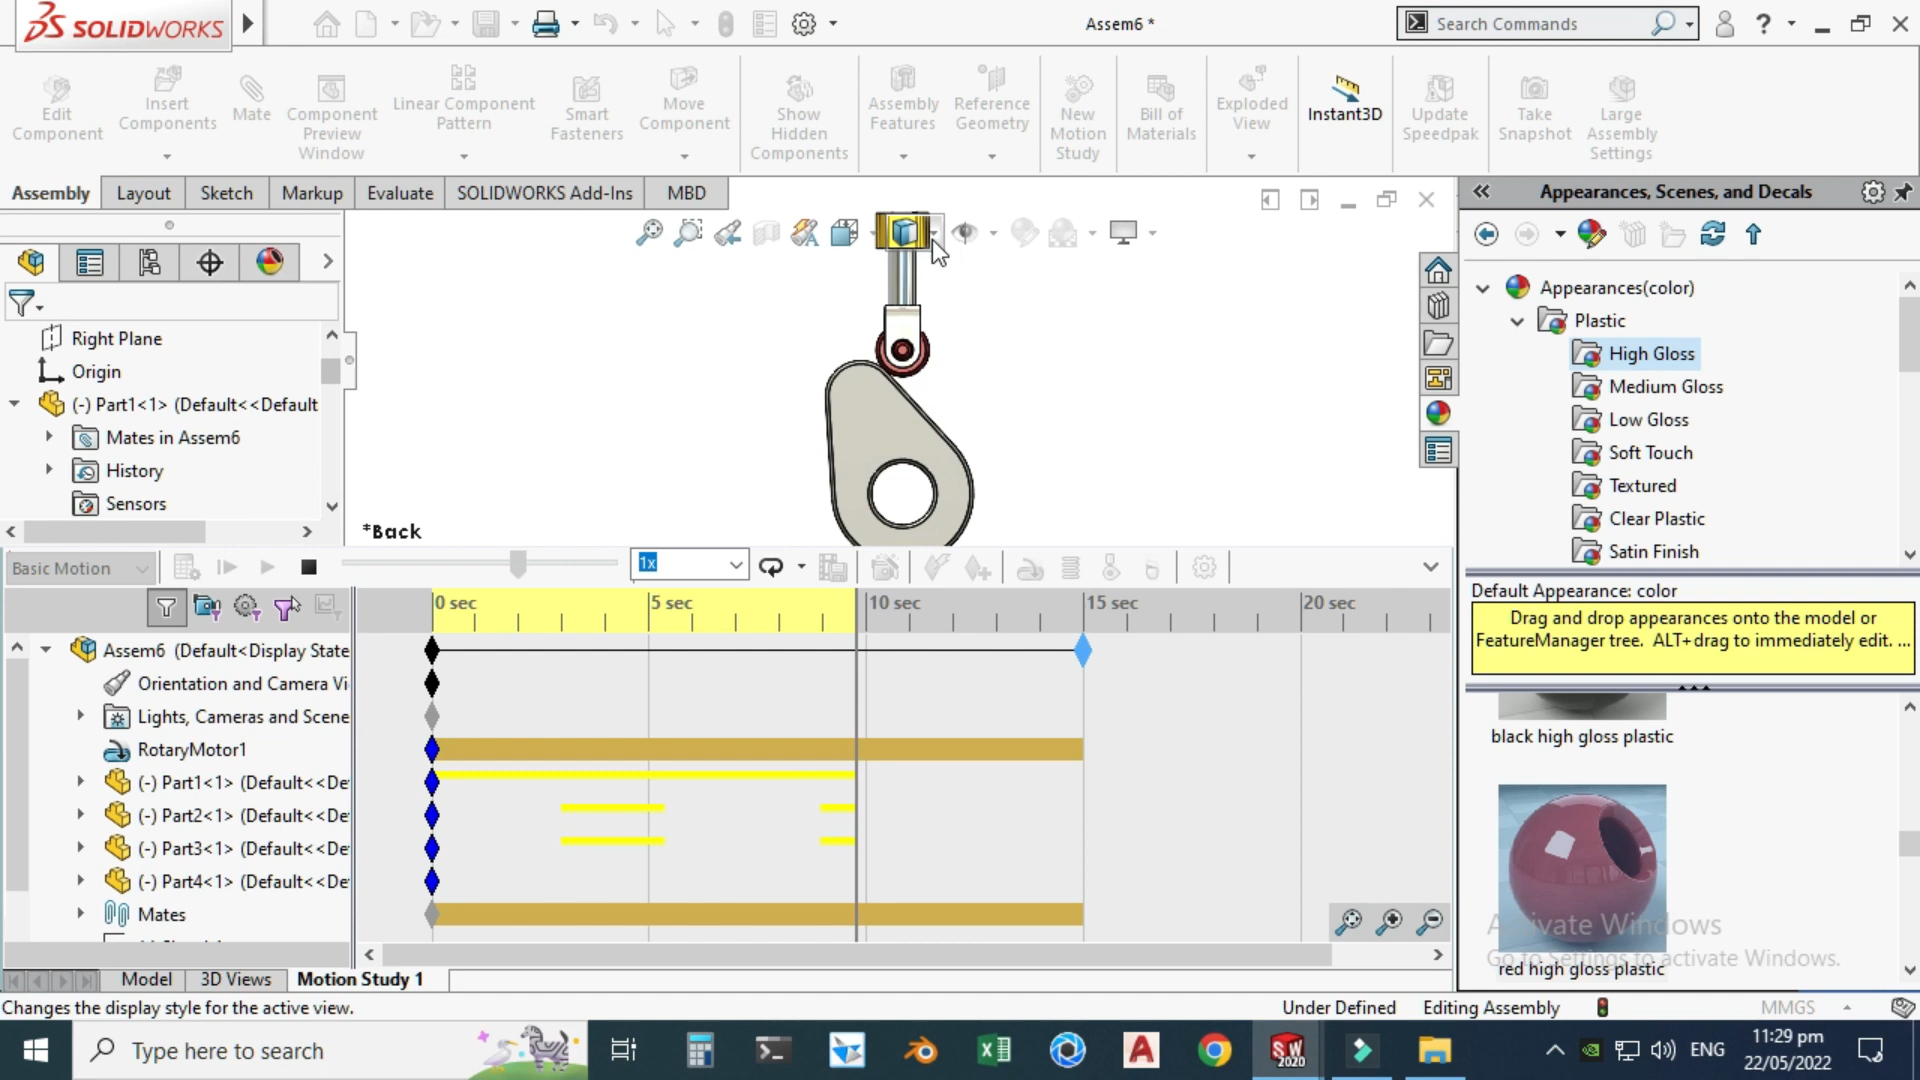 SOLIDWORKS
Assem6 *
Search Commands
Edit
Component
Insert
Components
Mate
Component
Preview
Window
Linear Component
Pattern
Smart
Fasteners
Move
Component
Show
Hidden
Components
Assembly
Features
Reference
Geometry
New
Motion
Study
Bill of
Materials
Exploded
View
Instant3D
Update
Speedpak
Take
Snapshot
Large
Assembly
Settings
Assembly
Layout
Sketch
Markup
Evaluate
SOLIDWORKS Add-Ins
MBD
Appearances, Scenes, and Decals
Right Plane
Origin
(-) Part1<1> (Default<<Default
Mates in Assem6
History
Sensors
*Back
Appearances(color)
Plastic
High Gloss
Medium Gloss
Low Gloss
Soft Touch
Textured
Clear Plastic
Satin Finish
Default Appearance: color
Drag and drop appearances onto the model or
FeatureManager tree. ALT+drag to immediately edit. ...
black high gloss plastic
red high gloss plastic
Basic Motion
1x
0 sec
5 sec
10 sec
15 sec
20 sec
Assem6 (Default<Display State
Orientation and Camera Vi
Lights, Cameras and Scene
RotaryMotor1
(-) Part1<1> (Default<<De
(-) Part2<1> (Default<<De
(-) Part3<1> (Default<<De
(-) Part4<1> (Default<<De
Mates
Activate Windows
Go to Settings to activate Windows.
Model
3D Views
Motion Study 1
Changes the display style for the active view.
Under Defined
Editing Assembly
MMGS
Type here to search
SW
2020
ENG
11:29 pm
22/05/2022